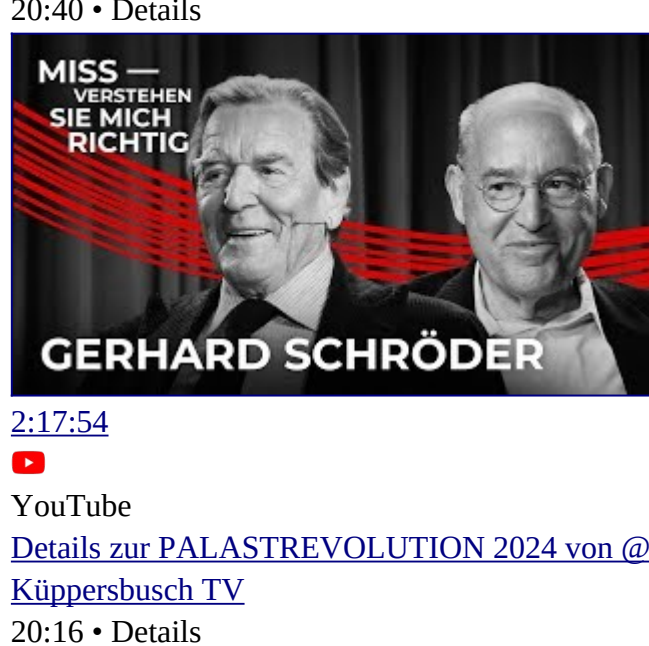 20:40 • Details
MISS —
VERSTEHEN
SIE MICH
RICHTIG
GERHARD SCHRÖDER
2:17:54
YouTube
Details zur PALASTREVOLUTION 2024 von @
Küppersbusch TV
20:16 • Details